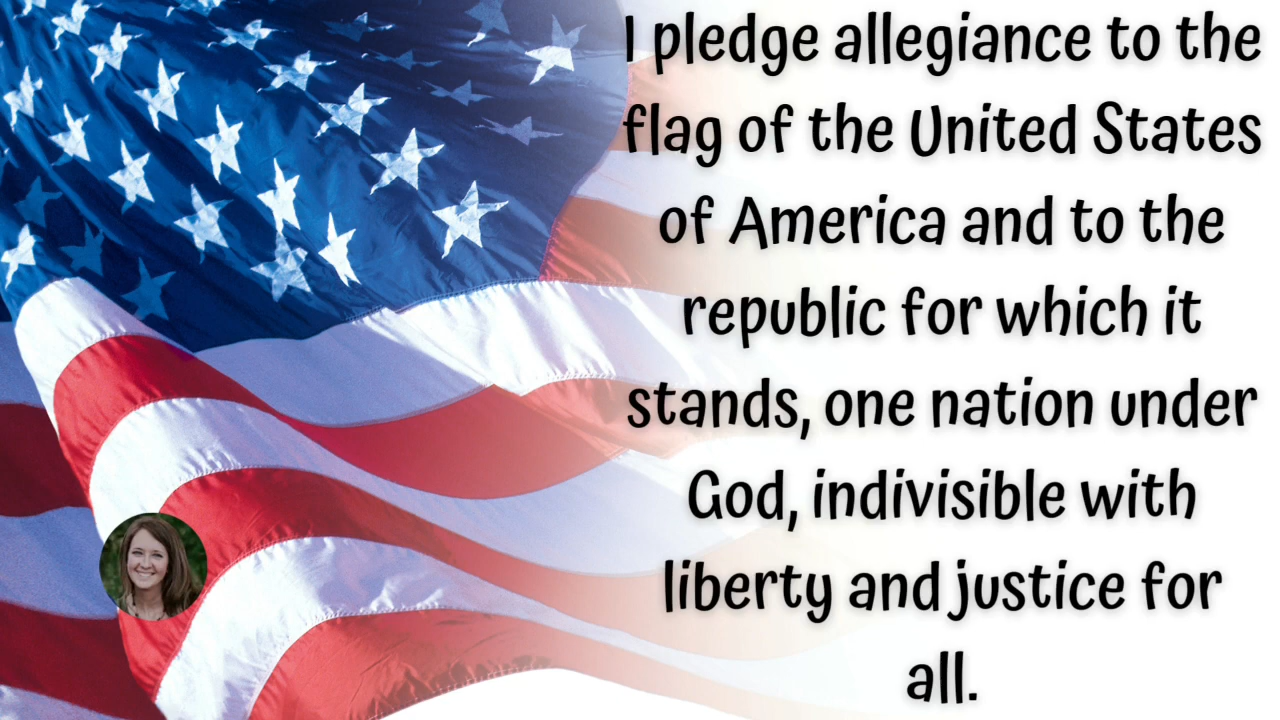 I pledge allegiance to the
flag of the United States
of America and to the
republic for which it
stands, one nation under
God, indivisible with
liberty and justice for
all.